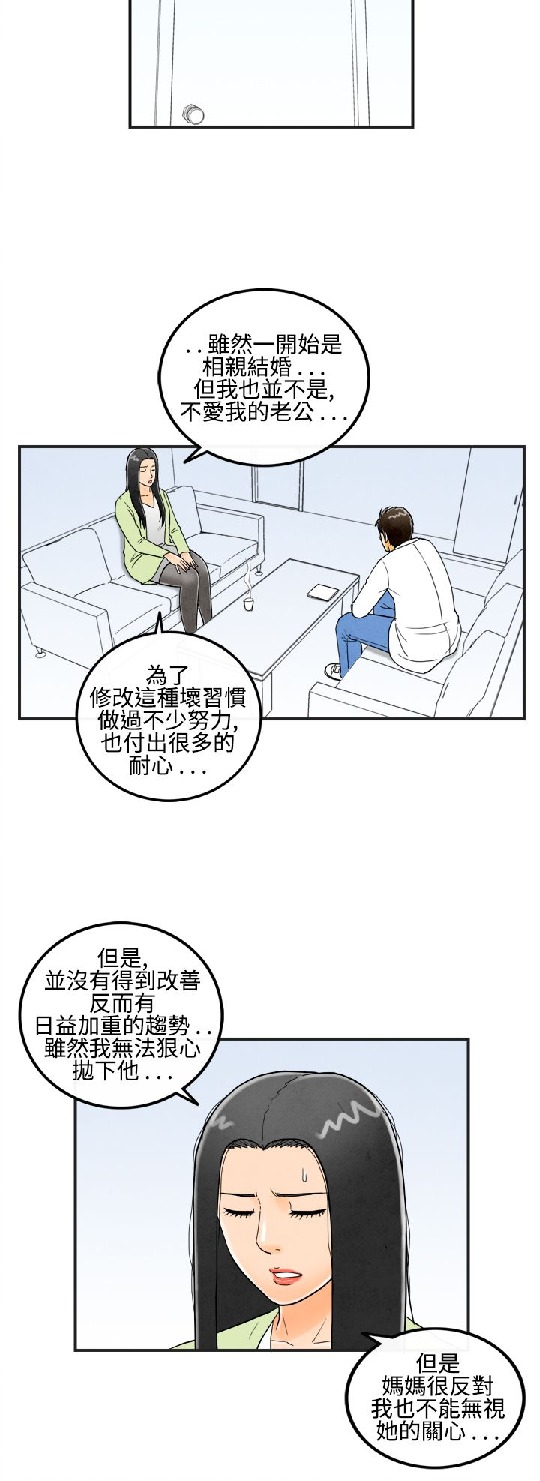 ..雖然一開始是
相親結婚...
但我也並不是,
不愛我的老公...
為了
修改這種壞習慣
做過不少努力,
也付出很多的
耐心...
但是,
並沒有得到改善
反而有
日益加重的趨勢..
雖然我無法狠心
拋下他...
但是
媽媽很反對
我也不能無視
她的關心...